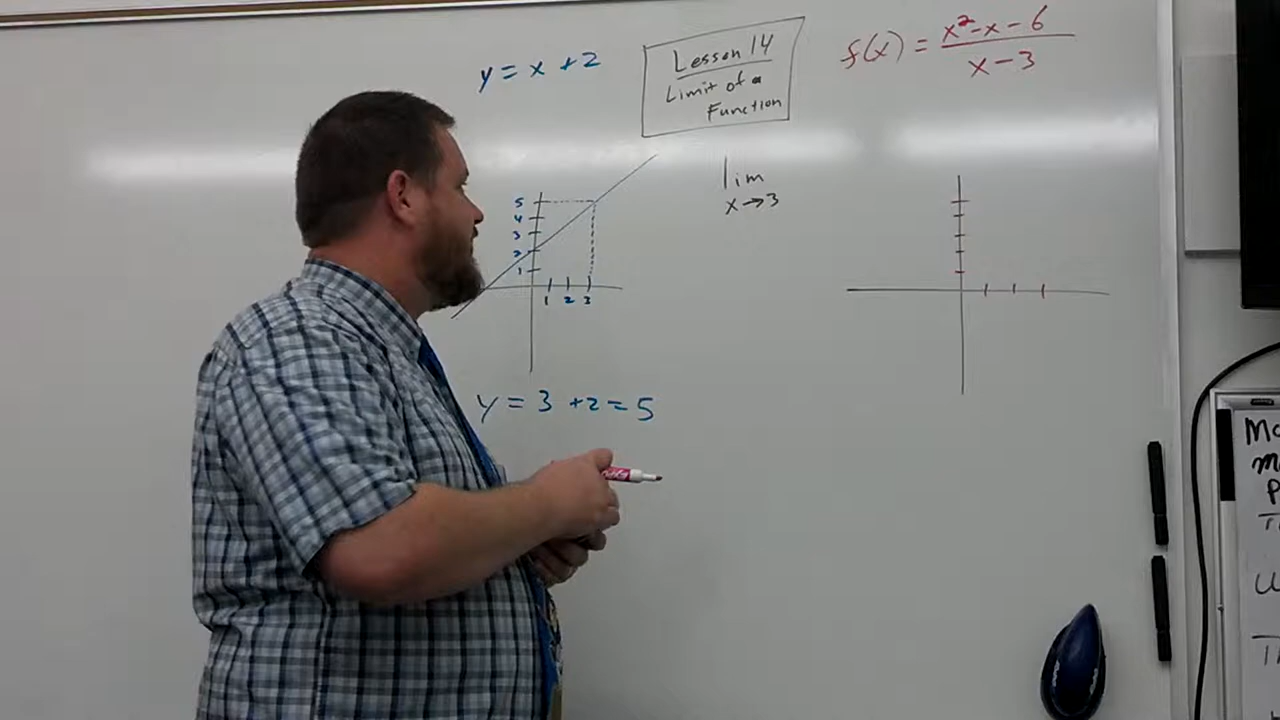 y = x + 2
Lesson 14
Limit of a
Function
f(x) = x² - x - 6
x - 3
lim
x → 3
5
4
3
2
1
1 2 3
y = 3 + 2 = 5